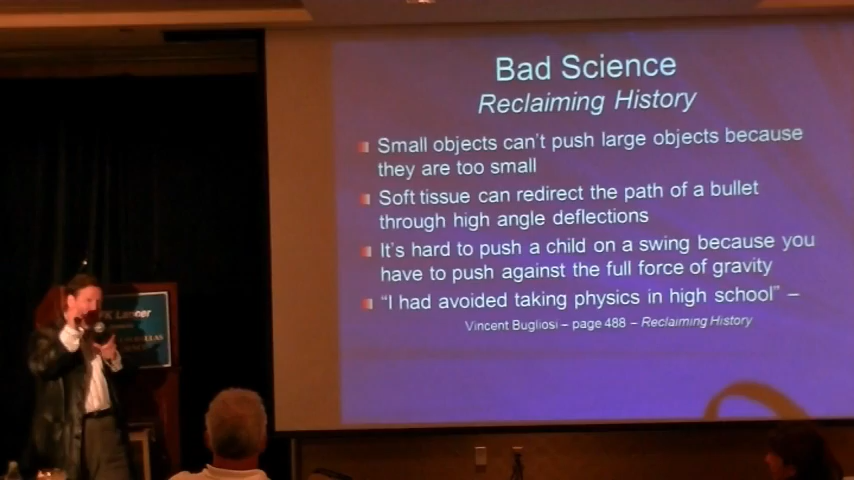 Bad Science
Reclaiming History
Small objects can't push large objects because
they are too small
Soft tissue can redirect the path of a bullet
through high angle deflections
It's hard to push a child on a swing because you
have to push against the full force of gravity
"I had avoided taking physics in high school" –
Vincent Bugliosi – page 488 – Reclaiming History
FK Lancer